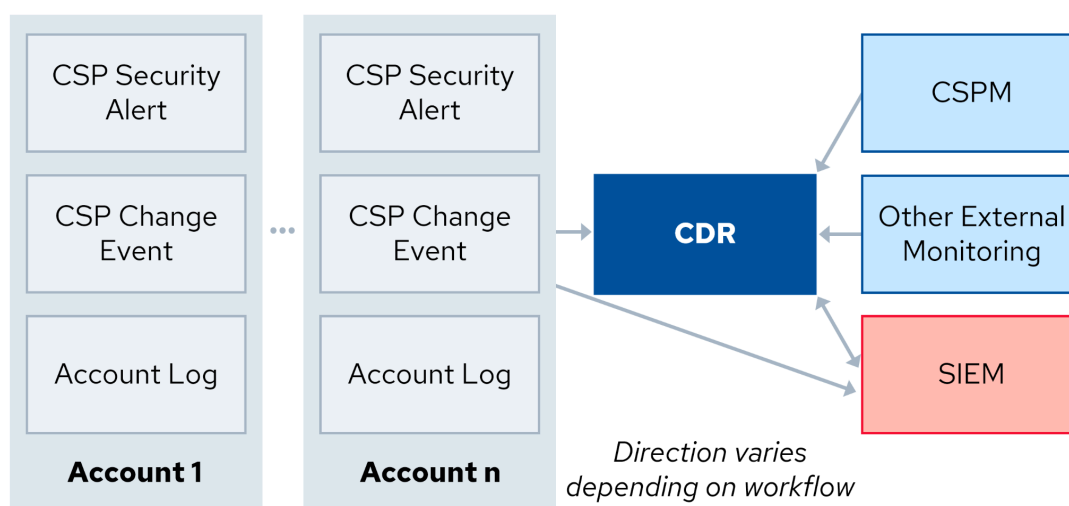 CSP Security
Alert
CSP Change
Event
Account Log
Account 1
...
CSP Security
Alert
CSP Change
Event
Account Log
Account n
CDR
CSPM
Other External
Monitoring
SIEM
Direction varies
depending on workflow